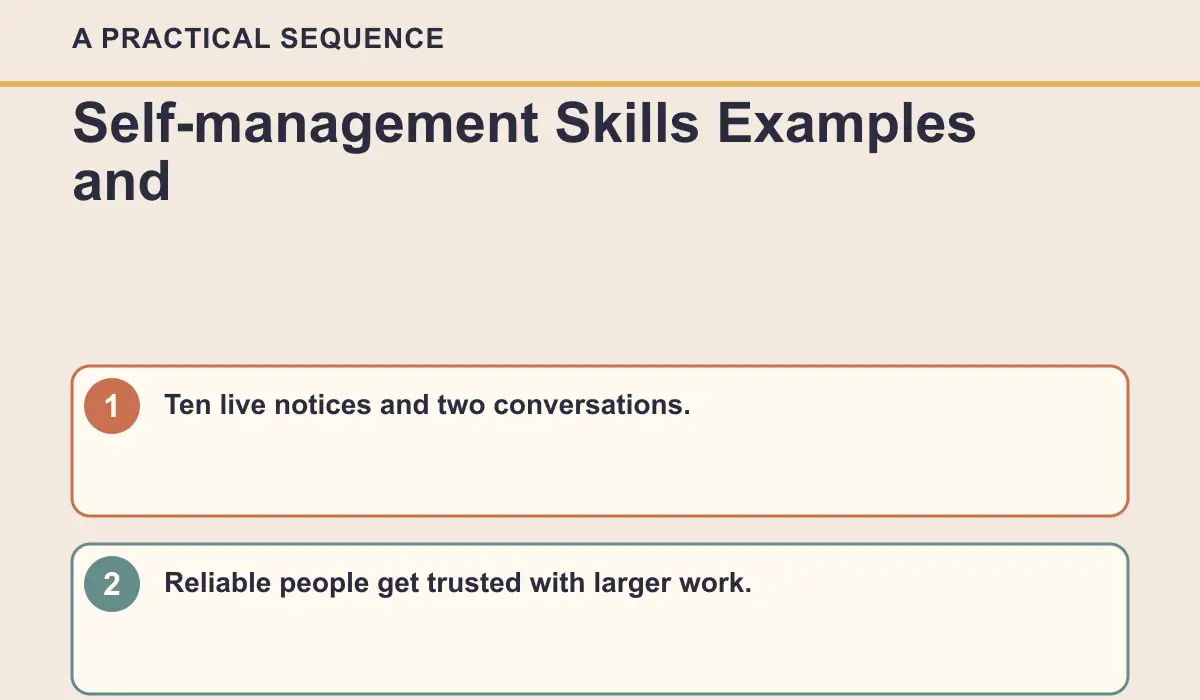 A PRACTICAL SEQUENCE
Self-management Skills Examples
and
1
Ten live notices and two conversations.
2
Reliable people get trusted with larger work.